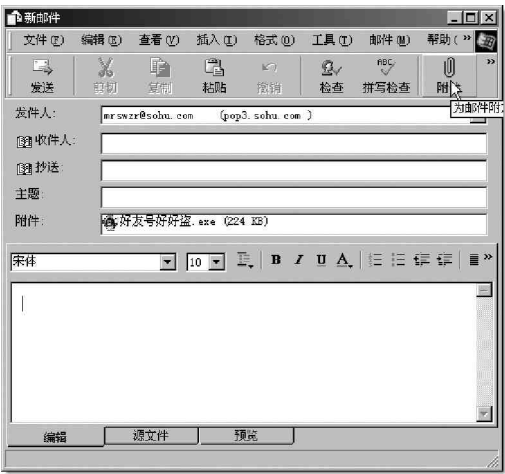 新邮件
文件(F) 编辑(E) 查看(V) 插入(I) 格式(O) 工具(T) 邮件(M) 帮助( »
发送 剪切 复制 粘贴 撤销 检查 拼写检查 附件 »
ABC
为邮件附加
发件人: mrswzr@sohu.com (pop3.sohu.com )
收件人:
抄送:
主题:
附件: 好友号好好盗.exe (224 KB)
宋体 10 B I U A »
编辑 源文件 预览